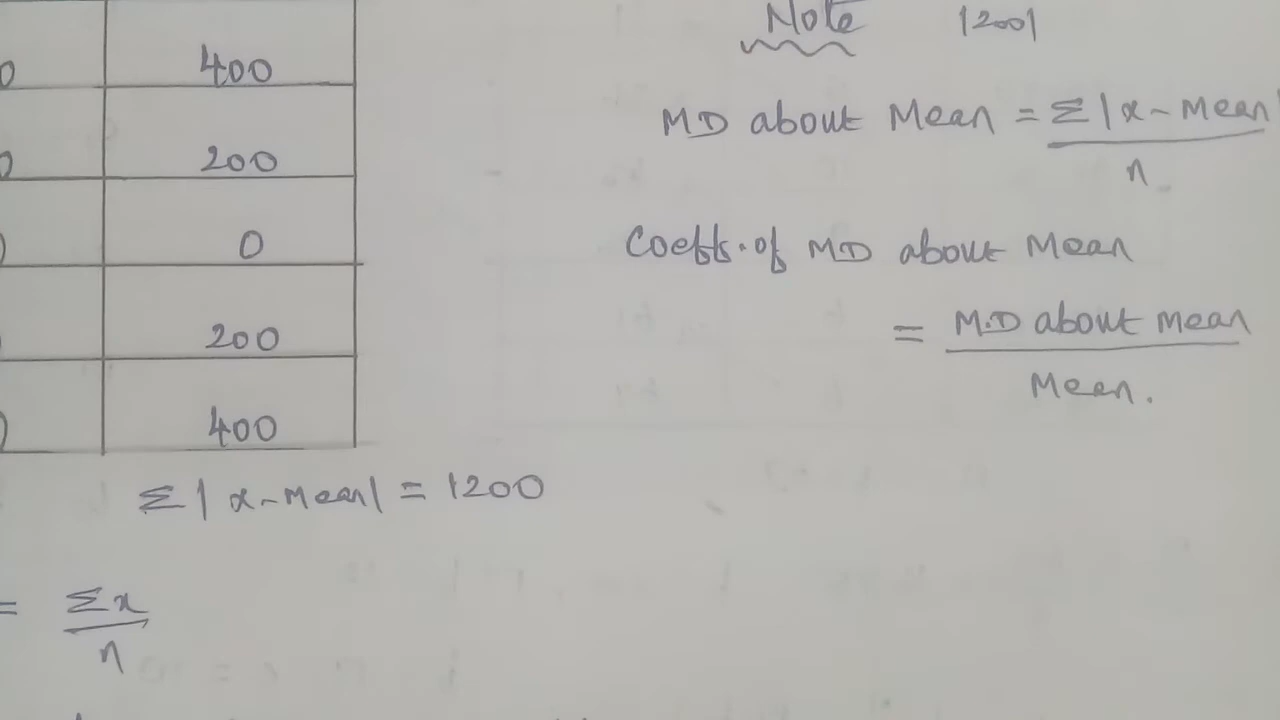 400
200
0
200
400
Σ|x-Mean| = 1200
= Σx
n
Note |200|
MD about Mean = Σ|x-Mean|
n
Coeff. of MD about Mean
= M.D about Mean
Mean.